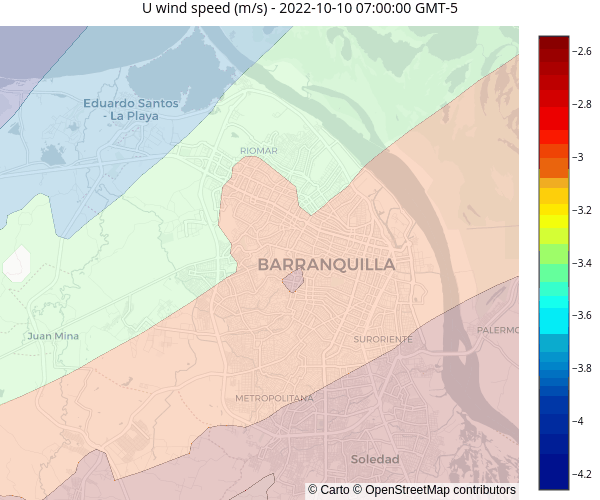 U wind speed (m/s) - 2022-10-10 07:00:00 GMT-5
−2.6
Eduardo Santos
- La Playa
−2.8
RIOMAR
−3
−3.2
BARRANQUILLA
−3.4
Juan Mina
SURORIENTE
PALERMO
−3.6
−3.8
METROPOLITANA
−4
Soledad
−4.2
© Carto © OpenStreetMap contributors